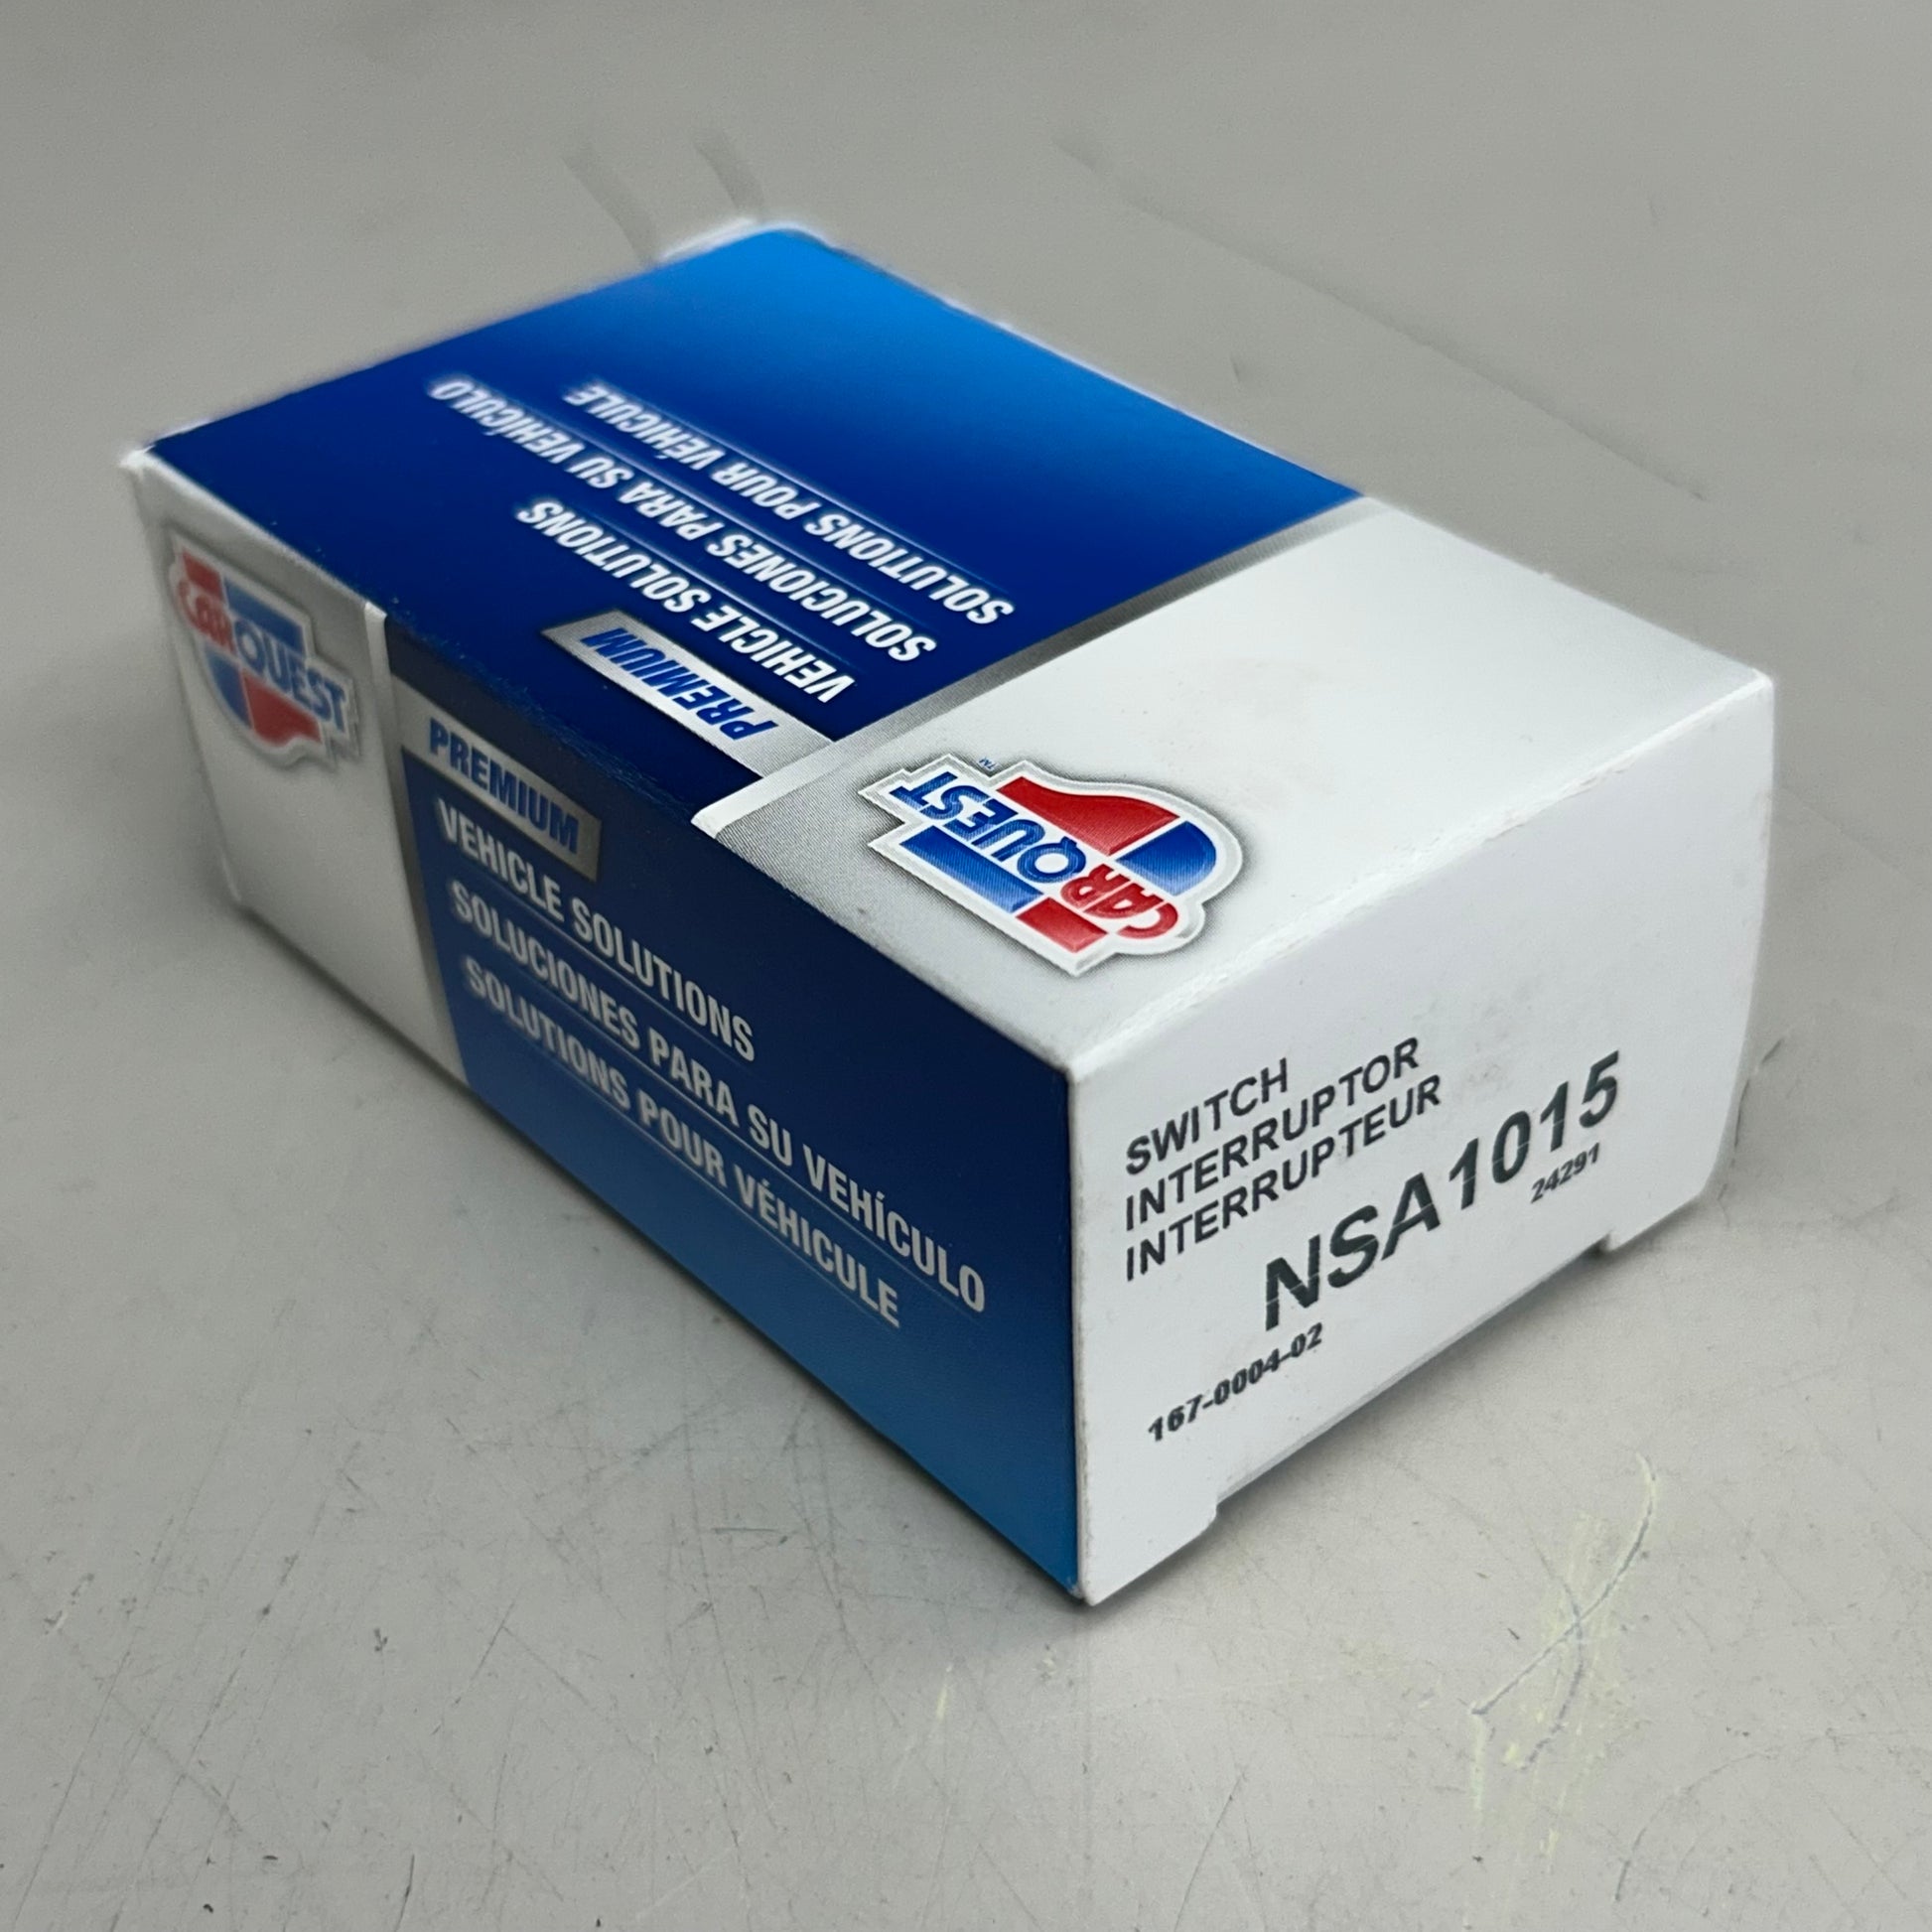 PREMIUM
VEHICLE SOLUTIONS
SOLUCIONES PARA SU VEHÍCULO
SOLUTIONS POUR VÉHICULE
CARQUEST
TM
CARQUEST
PREMIUM
VEHICLE SOLUTIONS
SOLUCIONES PARA SU VEHÍCULO
SOLUTIONS POUR VÉHICULE
SWITCH
INTERRUPTOR
INTERRUPTEUR
NSA1015
24291
167-0004-02